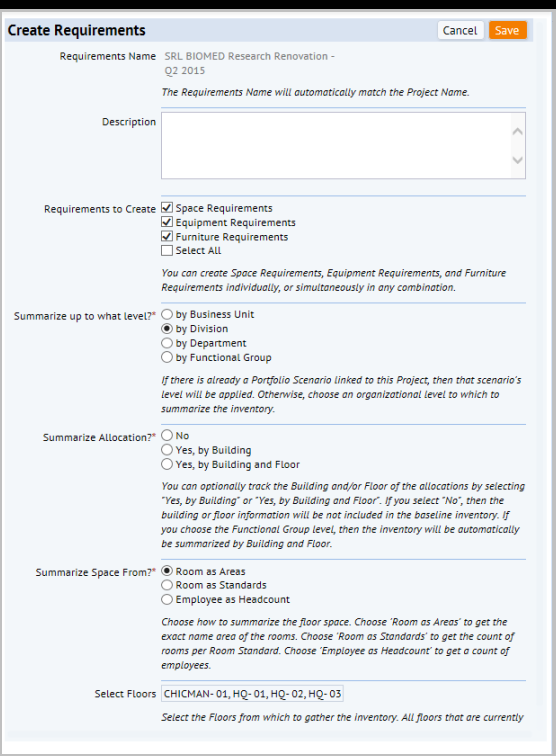 Create Requirements
Cancel
Save
Requirements Name SRL BIOMED Research Renovation -
Q2 2015
The Requirements Name will automatically match the Project Name.
Description
Requirements to Create Space Requirements
Equipment Requirements
Furniture Requirements
Select All
You can create Space Requirements, Equipment Requirements, and Furniture
Requirements individually, or simultaneously in any combination.
Summarize up to what level?* by Business Unit
by Division
by Department
by Functional Group
If there is already a Portfolio Scenario linked to this Project, then that scenario's
level will be applied. Otherwise, choose an organizational level to which to
summarize the inventory.
Summarize Allocation?* No
Yes, by Building
Yes, by Building and Floor
You can optionally track the Building and/or Floor of the allocations by selecting
"Yes, by Building" or "Yes, by Building and Floor". If you select "No", then the
building or floor information will be not included in the baseline inventory. If
you choose the Functional Group level, then the inventory will be automatically
be summarized by Building and Floor.
Summarize Space From?* Room as Areas
Room as Standards
Employee as Headcount
Choose how to summarize the floor space. Choose 'Room as Areas' to get the
exact name area of the rooms. Choose 'Room as Standards' to get the count of
rooms per Room Standard. Choose 'Employee as Headcount' to get a count of
employees.
Select Floors CHICMAN- 01, HQ- 01, HQ- 02, HQ- 03
Select the Floors from which to gather the inventory. All floors that are currently